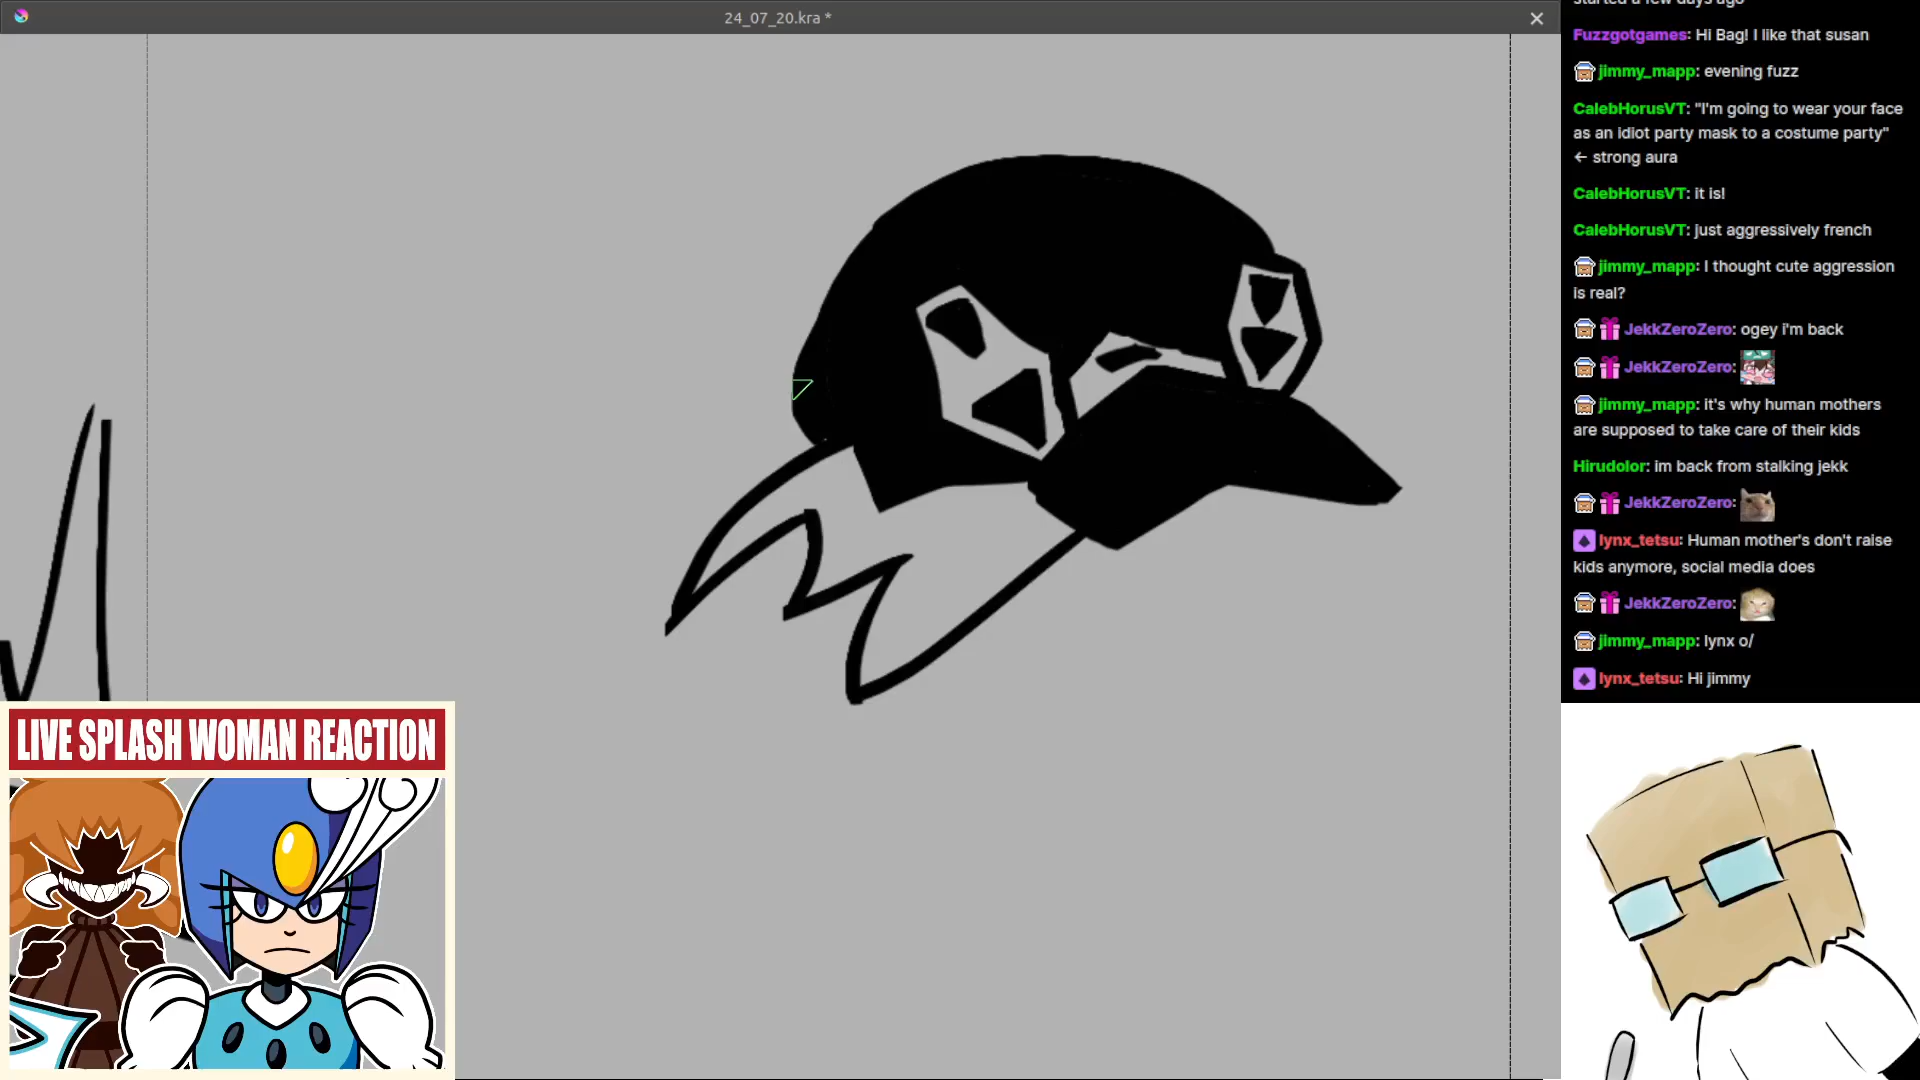 24_07_20.kra *
started a few days ago
Fuzzgotgames: Hi Bag! I like that susan
jimmy_mapp: evening fuzz
CalebHorusVT: "I'm going to wear your face
as an idiot party mask to a costume party"
← strong aura
CalebHorusVT: it is!
CalebHorusVT: just aggressively french
jimmy_mapp: I thought cute aggression
is real?
JekkZeroZero: ogey i'm back
JekkZeroZero:
jimmy_mapp: it's why human mothers
are supposed to take care of their kids
Hirudolor: im back from stalking jekk
JekkZeroZero:
lynx_tetsu: Human mother's don't raise
kids anymore, social media does
JekkZeroZero:
jimmy_mapp: lynx o/
lynx_tetsu: Hi jimmy
LIVE SPLASH WOMAN REACTION